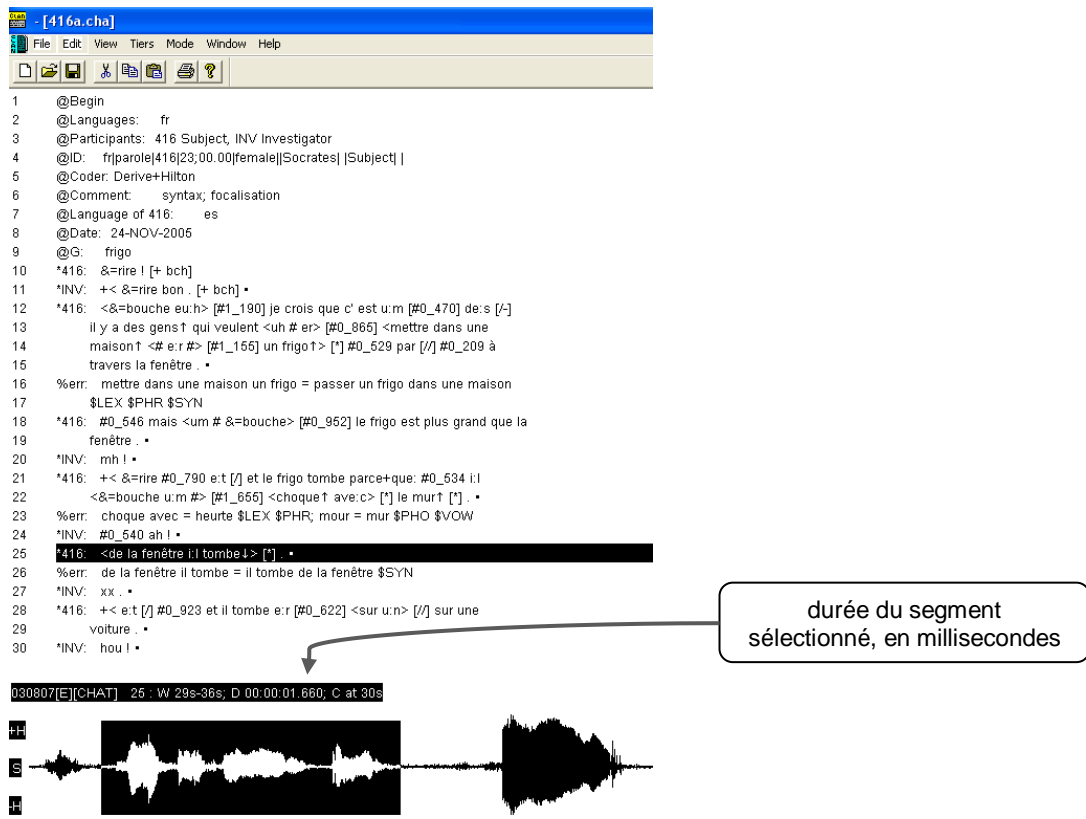 - [416a.cha]
File Edit View Tiers Mode Window Help
1 @Begin
2 @Languages: fr
3 @Participants: 416 Subject, INV Investigator
4 @ID: fr|parole|416|23;00.00|female||Socrates| |Subject| |
5 @Coder: Derive+Hilton
6 @Comment: syntax; focalisation
7 @Language of 416: es
8 @Date: 24-NOV-2005
9 @G: frigo
10 *416: &=rire ! [+ bch]
11 *INV: +< &=rire bon . [+ bch] •
12 *416: <&=bouche eu:h> [#1_190] je crois que c' est u:m [#0_470] de:s [/-]
13 il y a des gens↑ qui veulent <uh # er> [#0_865] <mettre dans une
14 maison↑ <# e:r #> [#1_155] un frigo↑> [*] #0_529 par [//] #0_209 à
15 travers la fenêtre . •
16 %err: mettre dans une maison un frigo = passer un frigo dans une maison
17 $LEX $PHR $SYN
18 *416: #0_546 mais <um # &=bouche> [#0_952] le frigo est plus grand que la
19 fenêtre . •
20 *INV: mh ! •
21 *416: +< &=rire #0_790 e:t [/] et le frigo tombe parce+que: #0_534 i:l
22 <&=bouche u:m #> [#1_655] <choque↑ ave:c> [*] le mur↑ [*] . •
23 %err: choque avec = heurte $LEX $PHR; mour = mur $PHO $VOW
24 *INV: #0_540 ah ! •
25 *416: <de la fenêtre i:l tombe↓> [*] . •
26 %err: de la fenêtre il tombe = il tombe de la fenêtre $SYN
27 *INV: xx . •
28 *416: +< e:t [/] #0_923 et il tombe e:r [#0_622] <sur u:n> [//] sur une
29 voiture . •
30 *INV: hou ! •
durée du segment
sélectionné, en millisecondes
030807[E][CHAT] 25 : W 29s-36s; D 00:00:01.660; C at 30s
+H
S
-H